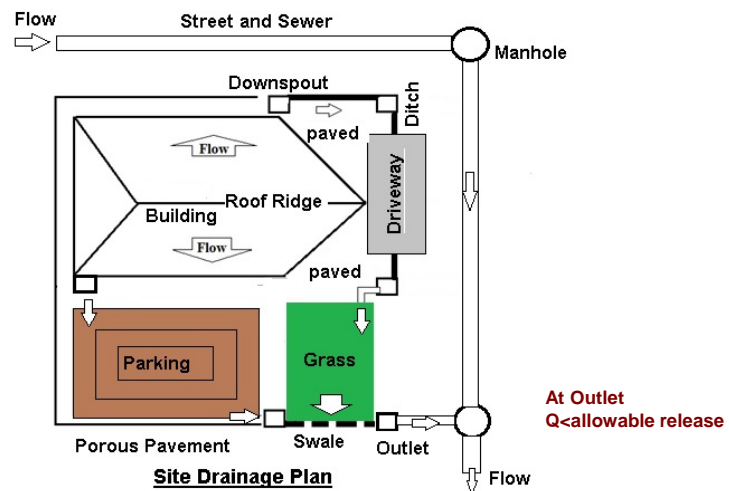 Flow
Street and Sewer
Manhole
Downspout
Ditch
paved
Flow
Driveway
Roof Ridge
Building
Flow
paved
Parking
Grass
At Outlet
Q<allowable release
Porous Pavement
Swale
Outlet
Site Drainage Plan
Flow